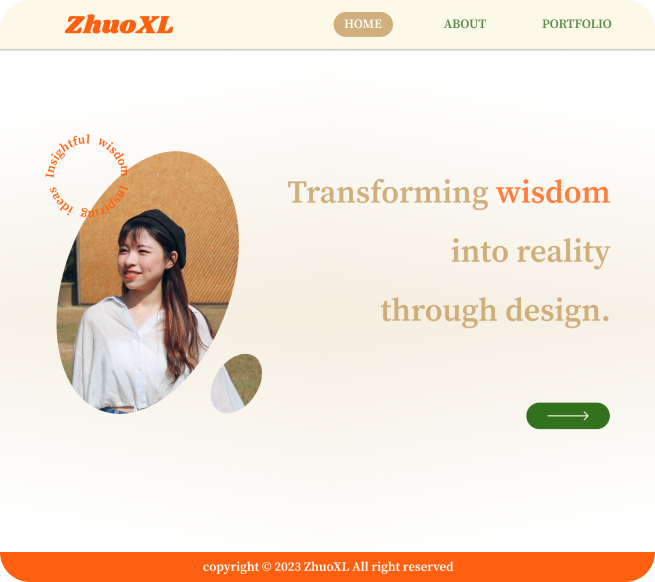 ZhuoXL
HOME
ABOUT
PORTFOLIO
Insightful wisdom
Inspiring ideas
Transforming wisdom
into reality
through design.
copyright © 2023 ZhuoXL All right reserved